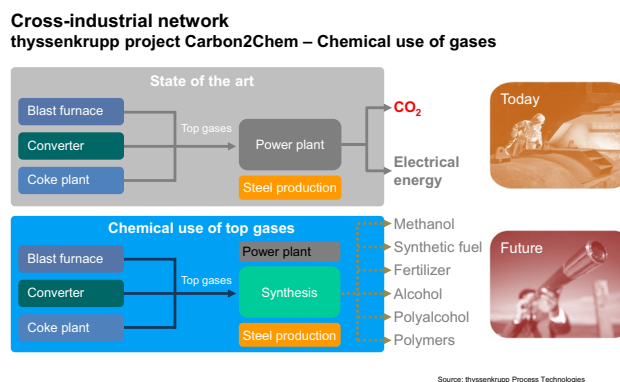 Cross-industrial network
thyssenkrupp project Carbon2Chem – Chemical use of gases
State of the art
Blast furnace
Converter
Coke plant
Top gases
Power plant
Steel production
CO2
Electrical
energy
Today
Chemical use of top gases
Blast furnace
Converter
Coke plant
Top gases
Power plant
Synthesis
Steel production
Methanol
Synthetic fuel
Fertilizer
Alcohol
Polyalcohol
Polymers
Future
Source: thyssenkrupp Process Technologies